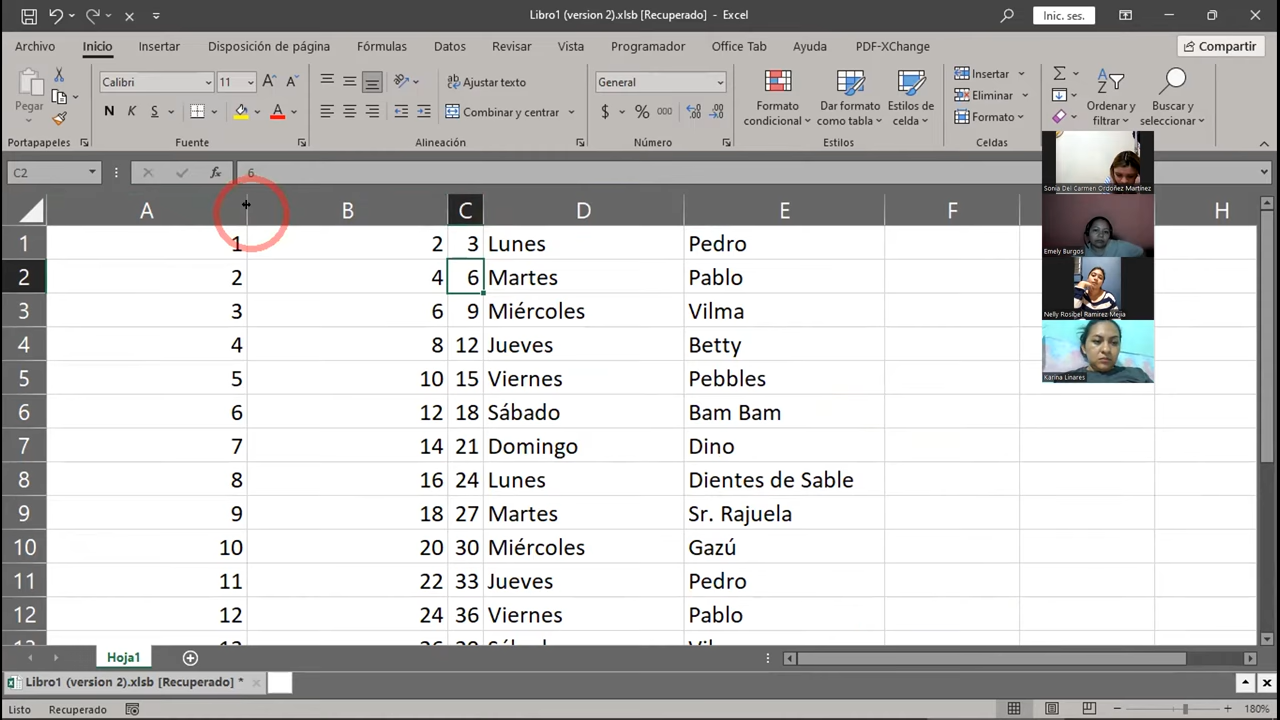 Libro1 (version 2).xlsb [Recuperado] - Excel
Inic. ses.
Archivo Inicio Insertar Disposición de página Fórmulas Datos Revisar Vista Programador Office Tab Ayuda PDF-XChange Compartir
Pegar
Calibri 11
N K S
Ajustar texto
Combinar y centrar
General
$ % 000
Formato condicional
Dar formato como tabla
Estilos de celda
Insertar
Eliminar
Formato
Ordenar y filtrar
Buscar y seleccionar
Portapapeles Fuente Alineación Número Estilos Celdas
C2 fx 6
A B C D E F H
1 1 2 3 Lunes Pedro
2 2 4 6 Martes Pablo
3 3 6 9 Miércoles Vilma
4 4 8 12 Jueves Betty
5 5 10 15 Viernes Pebbles
6 6 12 18 Sábado Bam Bam
7 7 14 21 Domingo Dino
8 8 16 24 Lunes Dientes de Sable
9 9 18 27 Martes Sr. Rajuela
10 10 20 30 Miércoles Gazú
11 11 22 33 Jueves Pedro
12 12 24 36 Viernes Pablo
Sonia Del Carmen Ordoñez Martínez
Emely Burgos
Nelly Rosibel Ramirez Mejia
Karina Linares
Hoja1
Libro1 (version 2).xlsb [Recuperado] *
Listo Recuperado 180%